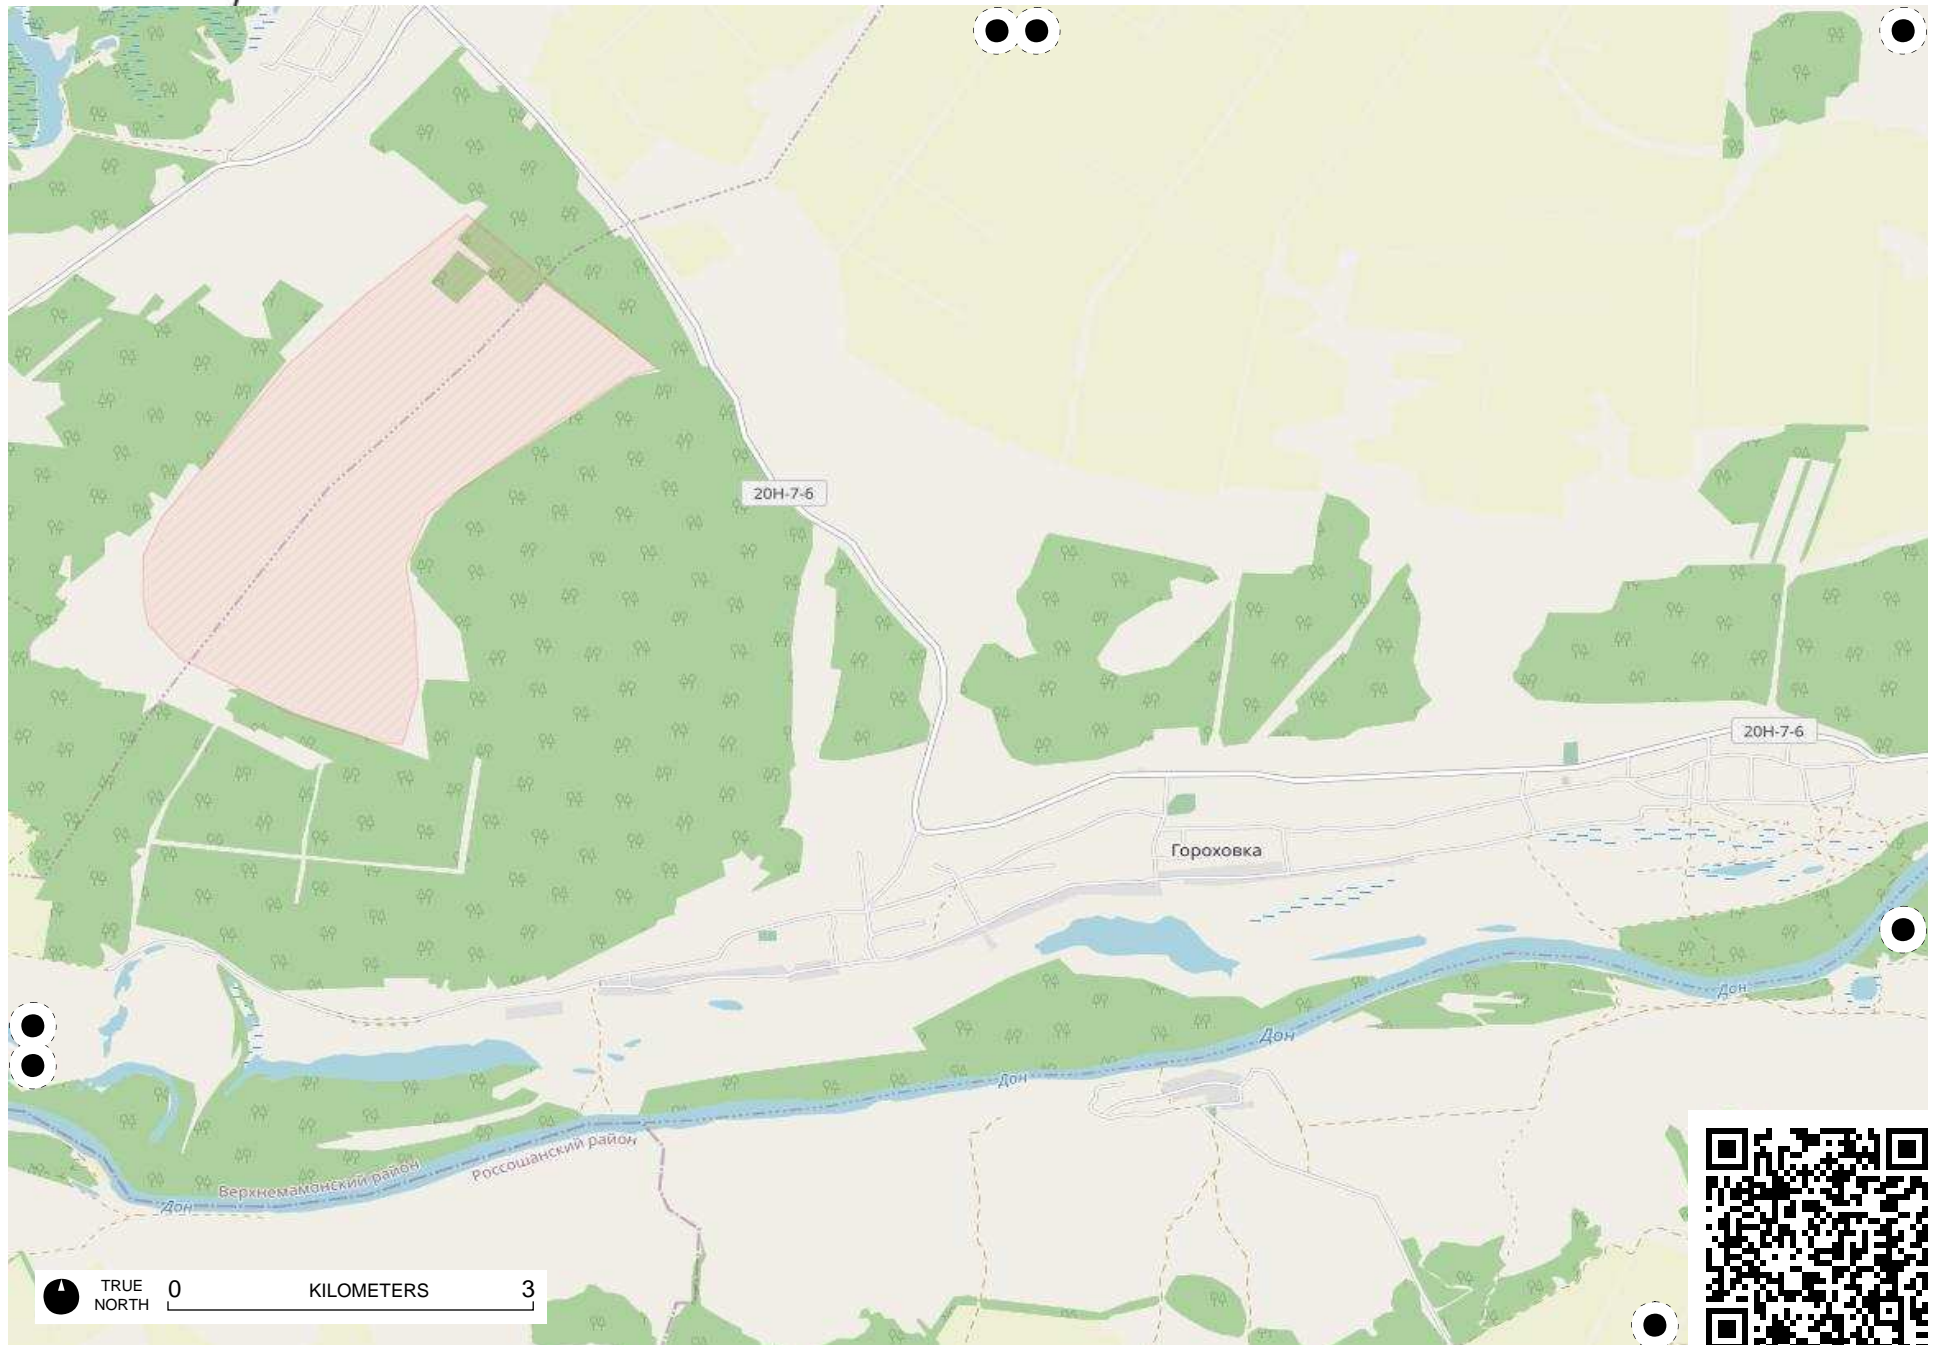 20Н-7-6
20Н-7-6
Гороховка
Дон
Дон
Дон
Россошанский район
Верхнемамонский район
Дон
TRUE NORTH
0 KILOMETERS 3